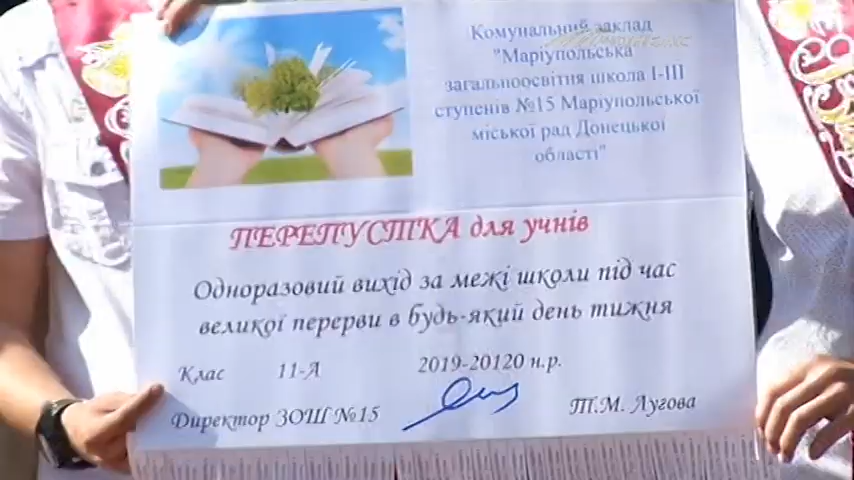 Комунальний заклад
"Маріупольська
загальноосвітня школа І-ІІІ
ступенів №15 Маріупольської
міської рад Донецької
області"
ПЕРЕПУСТКА для учнів
Одноразовий вихід за межі школи під час
великої перерви в будь-який день тижня
Клас 11-А 2019-20120 н.р.
Директор ЗОШ №15 Т.М. Лугова